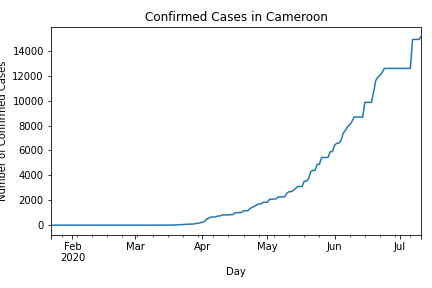 Confirmed Cases in Cameroon
Number of Confirmed Cases
14000
12000
10000
8000
6000
4000
2000
0
Feb
2020
Mar
Apr
May
Jun
Jul
Day